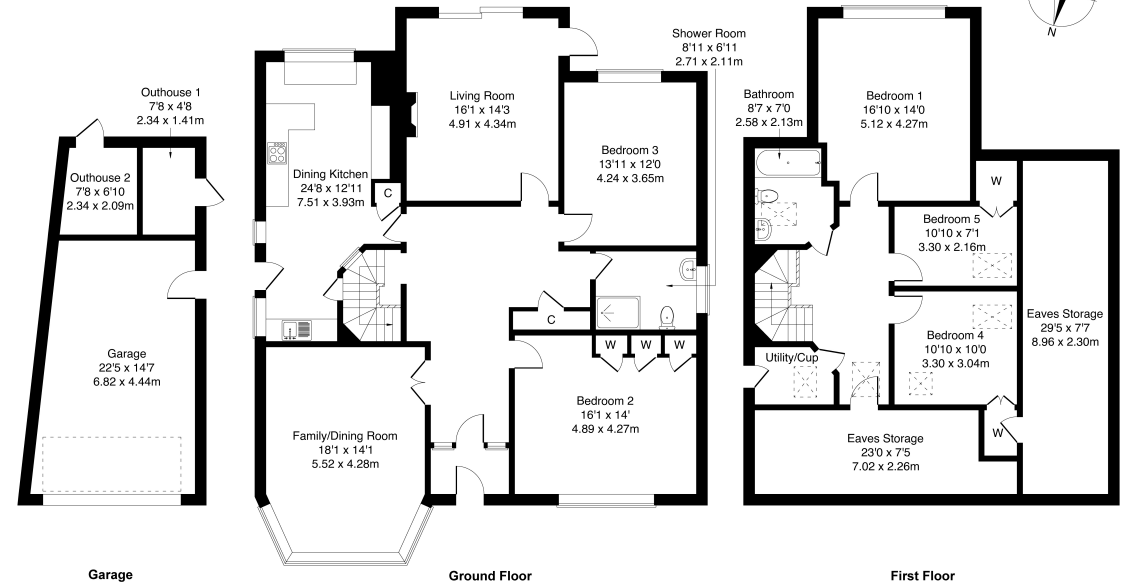 Outhouse 1
7'8 x 4'8
2.34 x 1.41m
Outhouse 2
7'8 x 6'10
2.34 x 2.09m
Garage
22'5 x 14'7
6.82 x 4.44m
Garage
Living Room
16'1 x 14'3
4.91 x 4.34m
Shower Room
8'11 x 6'11
2.71 x 2.11m
Bedroom 3
13'11 x 12'0
4.24 x 3.65m
Dining Kitchen
24'8 x 12'11
7.51 x 3.93m
C
C
W
W
W
Bedroom 2
16'1 x 14'
4.89 x 4.27m
Family/Dining Room
18'1 x 14'1
5.52 x 4.28m
Ground Floor
N
Bathroom
8'7 x 7'0
2.58 x 2.13m
Bedroom 1
16'10 x 14'0
5.12 x 4.27m
W
Bedroom 5
10'10 x 7'1
3.30 x 2.16m
Bedroom 4
10'10 x 10'0
3.30 x 3.04m
Eaves Storage
29'5 x 7'7
8.96 x 2.30m
Utility/Cup
W
Eaves Storage
23'0 x 7'5
7.02 x 2.26m
First Floor